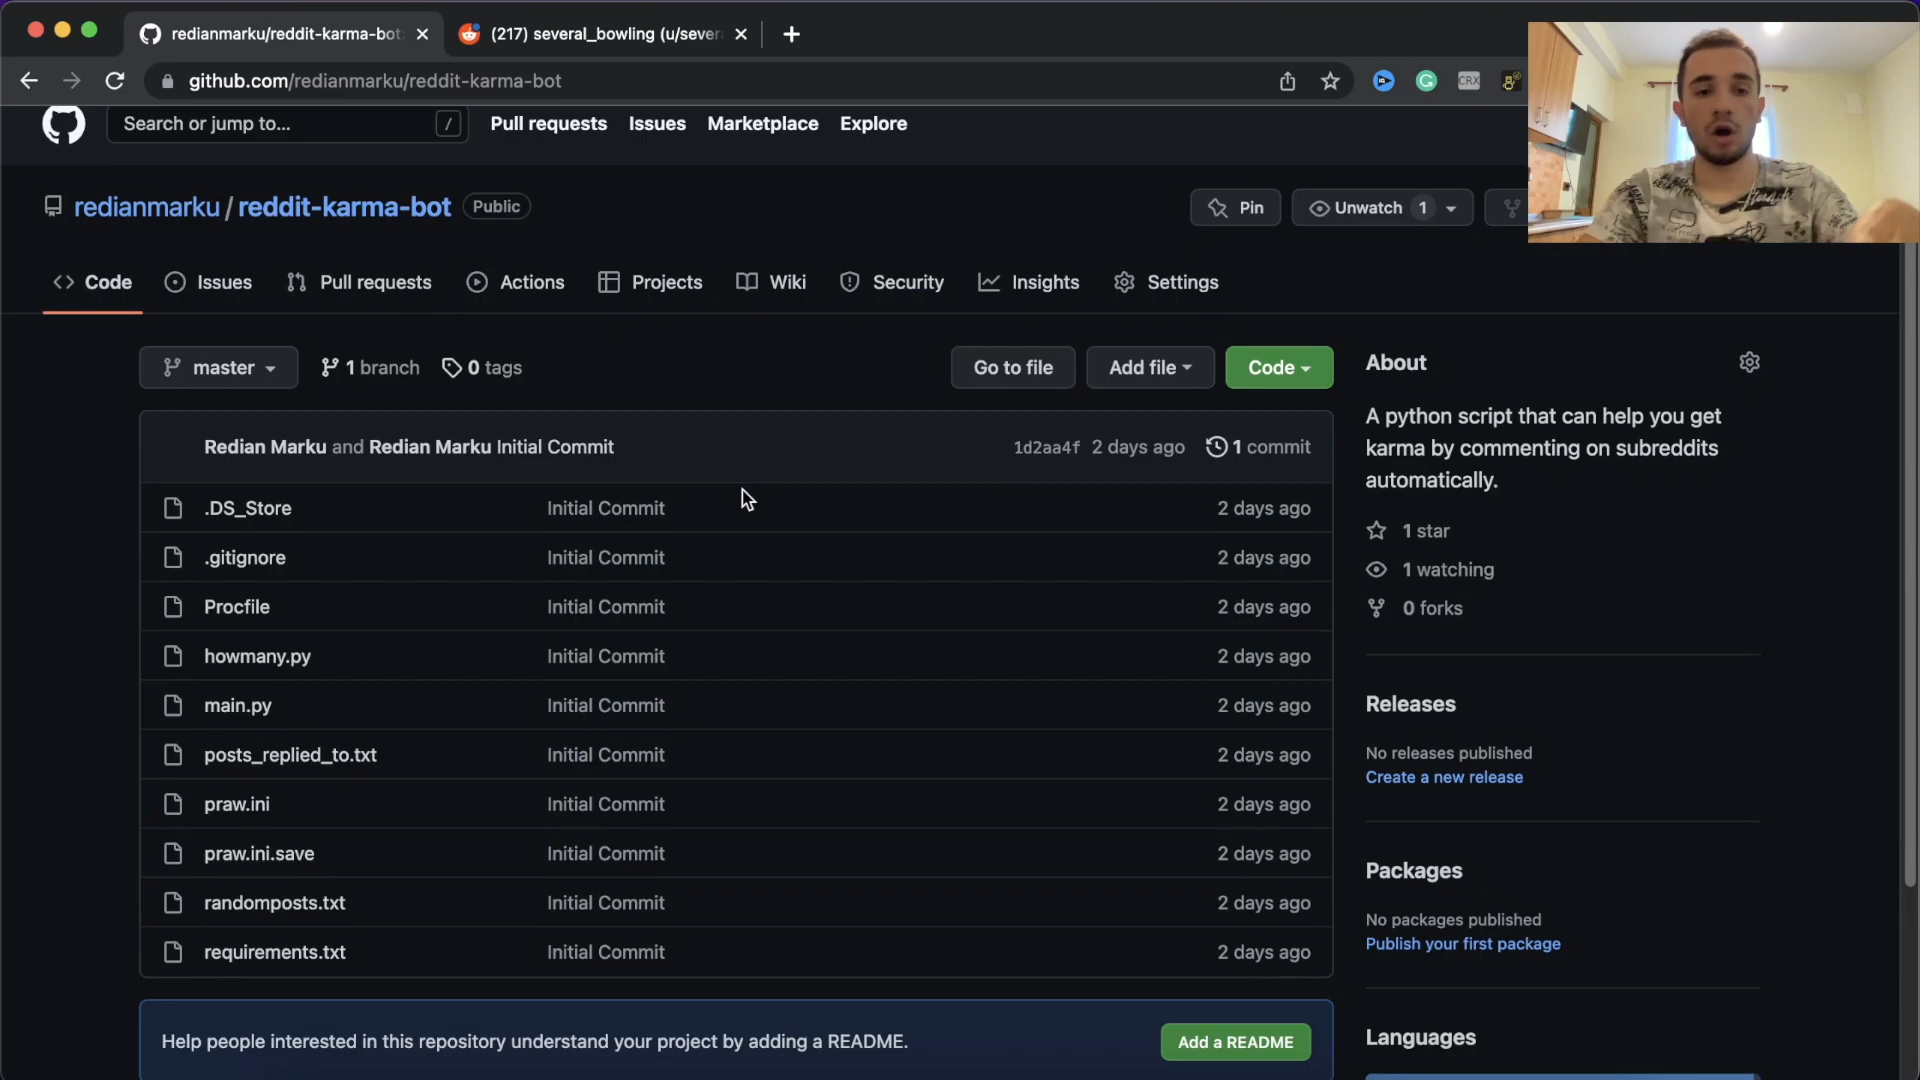 redianmarku/reddit-karma-bot
(217) several_bowling (u/sever
github.com/redianmarku/reddit-karma-bot
CRX
Search or jump to...
/
Pull requests
Issues
Marketplace
Explore
redianmarku / reddit-karma-bot
Public
Pin
Unwatch 1
Code
Issues
Pull requests
Actions
Projects
Wiki
Security
Insights
Settings
master
1 branch
0 tags
Go to file
Add file
Code
Redian Marku and Redian Marku Initial Commit
1d2aa4f 2 days ago
1 commit
.DS_Store Initial Commit 2 days ago
.gitignore Initial Commit 2 days ago
Procfile Initial Commit 2 days ago
howmany.py Initial Commit 2 days ago
main.py Initial Commit 2 days ago
posts_replied_to.txt Initial Commit 2 days ago
praw.ini Initial Commit 2 days ago
praw.ini.save Initial Commit 2 days ago
randomposts.txt Initial Commit 2 days ago
requirements.txt Initial Commit 2 days ago
Help people interested in this repository understand your project by adding a README.
Add a README
About
A python script that can help you get
karma by commenting on subreddits
automatically.
1 star
1 watching
0 forks
Releases
No releases published
Create a new release
Packages
No packages published
Publish your first package
Languages